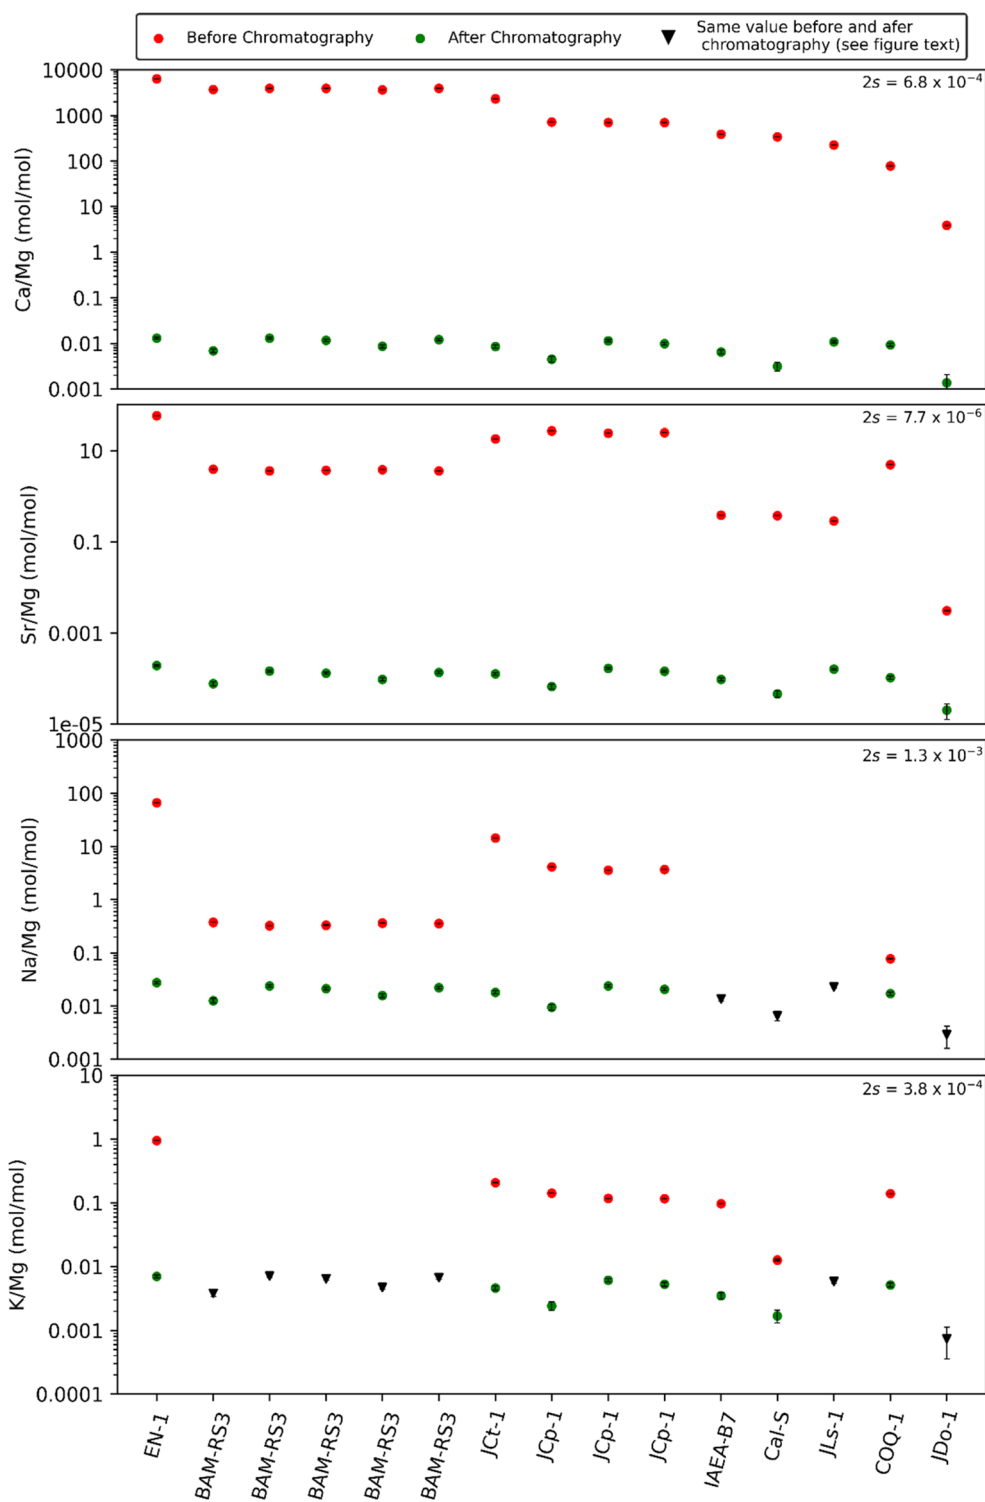 Before Chromatography
After Chromatography
Same value before and afer
chromatography (see figure text)
2s = 6.8 x 10⁻⁴
Ca/Mg (mol/mol)
10000
1000
100
10
1
0.1
0.01
0.001
2s = 7.7 x 10⁻⁶
Sr/Mg (mol/mol)
10
0.1
0.001
1e-05
2s = 1.3 x 10⁻³
Na/Mg (mol/mol)
1000
100
10
1
0.1
0.01
0.001
2s = 3.8 x 10⁻⁴
K/Mg (mol/mol)
10
1
0.1
0.01
0.001
0.0001
EN-1
BAM-RS3
BAM-RS3
BAM-RS3
BAM-RS3
BAM-RS3
JCt-1
JCp-1
JCp-1
JCp-1
IAEA-B7
Cal-S
JLs-1
COQ-1
JDo-1